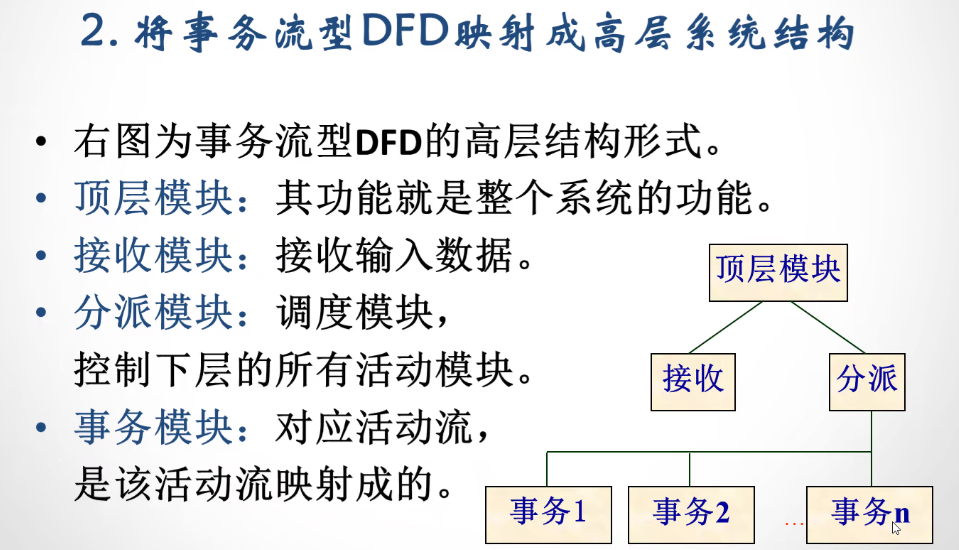 2. 将事务流型DFD映射成高层系统结构
• 右图为事务流型DFD的高层结构形式。
• 顶层模块：其功能就是整个系统的功能。
• 接收模块：接收输入数据。
• 分派模块：调度模块，
控制下层的所有活动模块。
• 事务模块：对应活动流，
是该活动流映射成的。
顶层模块
接收
分派
事务1
事务2
…
事务n